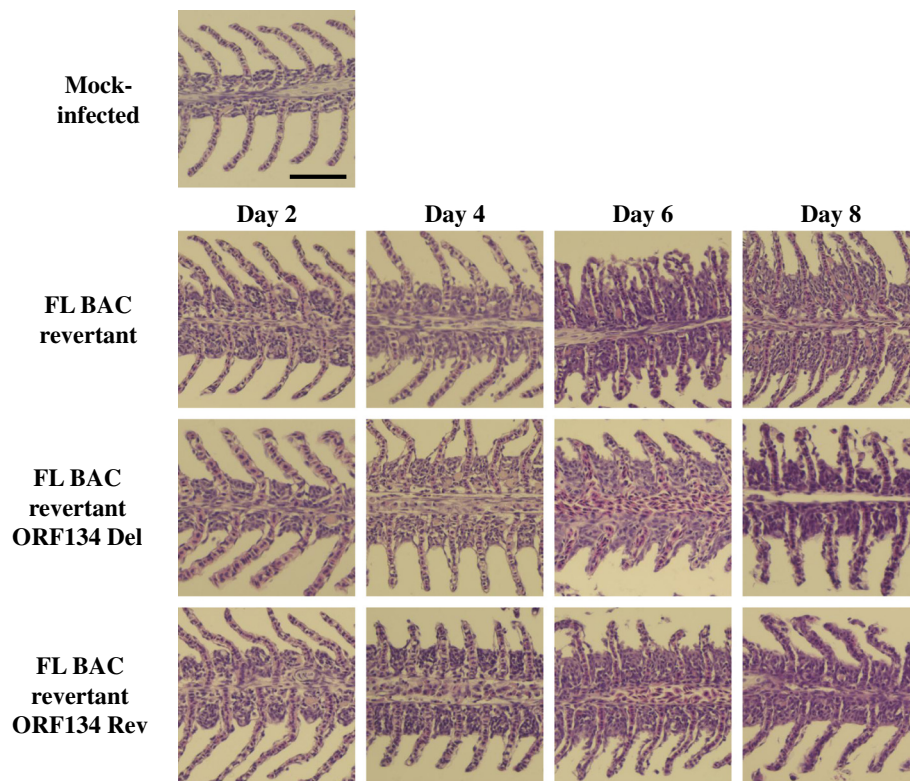 Mock-
infected
Day 2
Day 4
Day 6
Day 8
FL BAC
revertant
FL BAC
revertant
ORF134 Del
FL BAC
revertant
ORF134 Rev